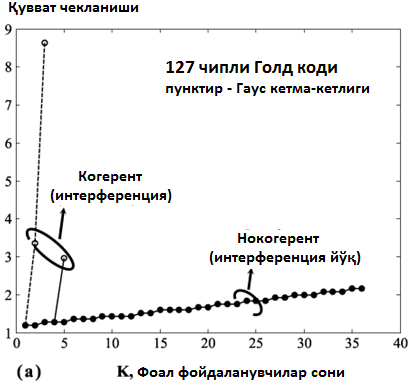 Қувват чекланиши
9
8
7
6
5
4
3
2
1
127 чипли Голд коди
пунктир - Гаус кетма-кетлиги
Когерент
(интерференция)
Нокогерент
(интерференция йўқ)
0 5 10 15 20 25 30 35 40
(a) К, Фоал фойдаланувчилар сони